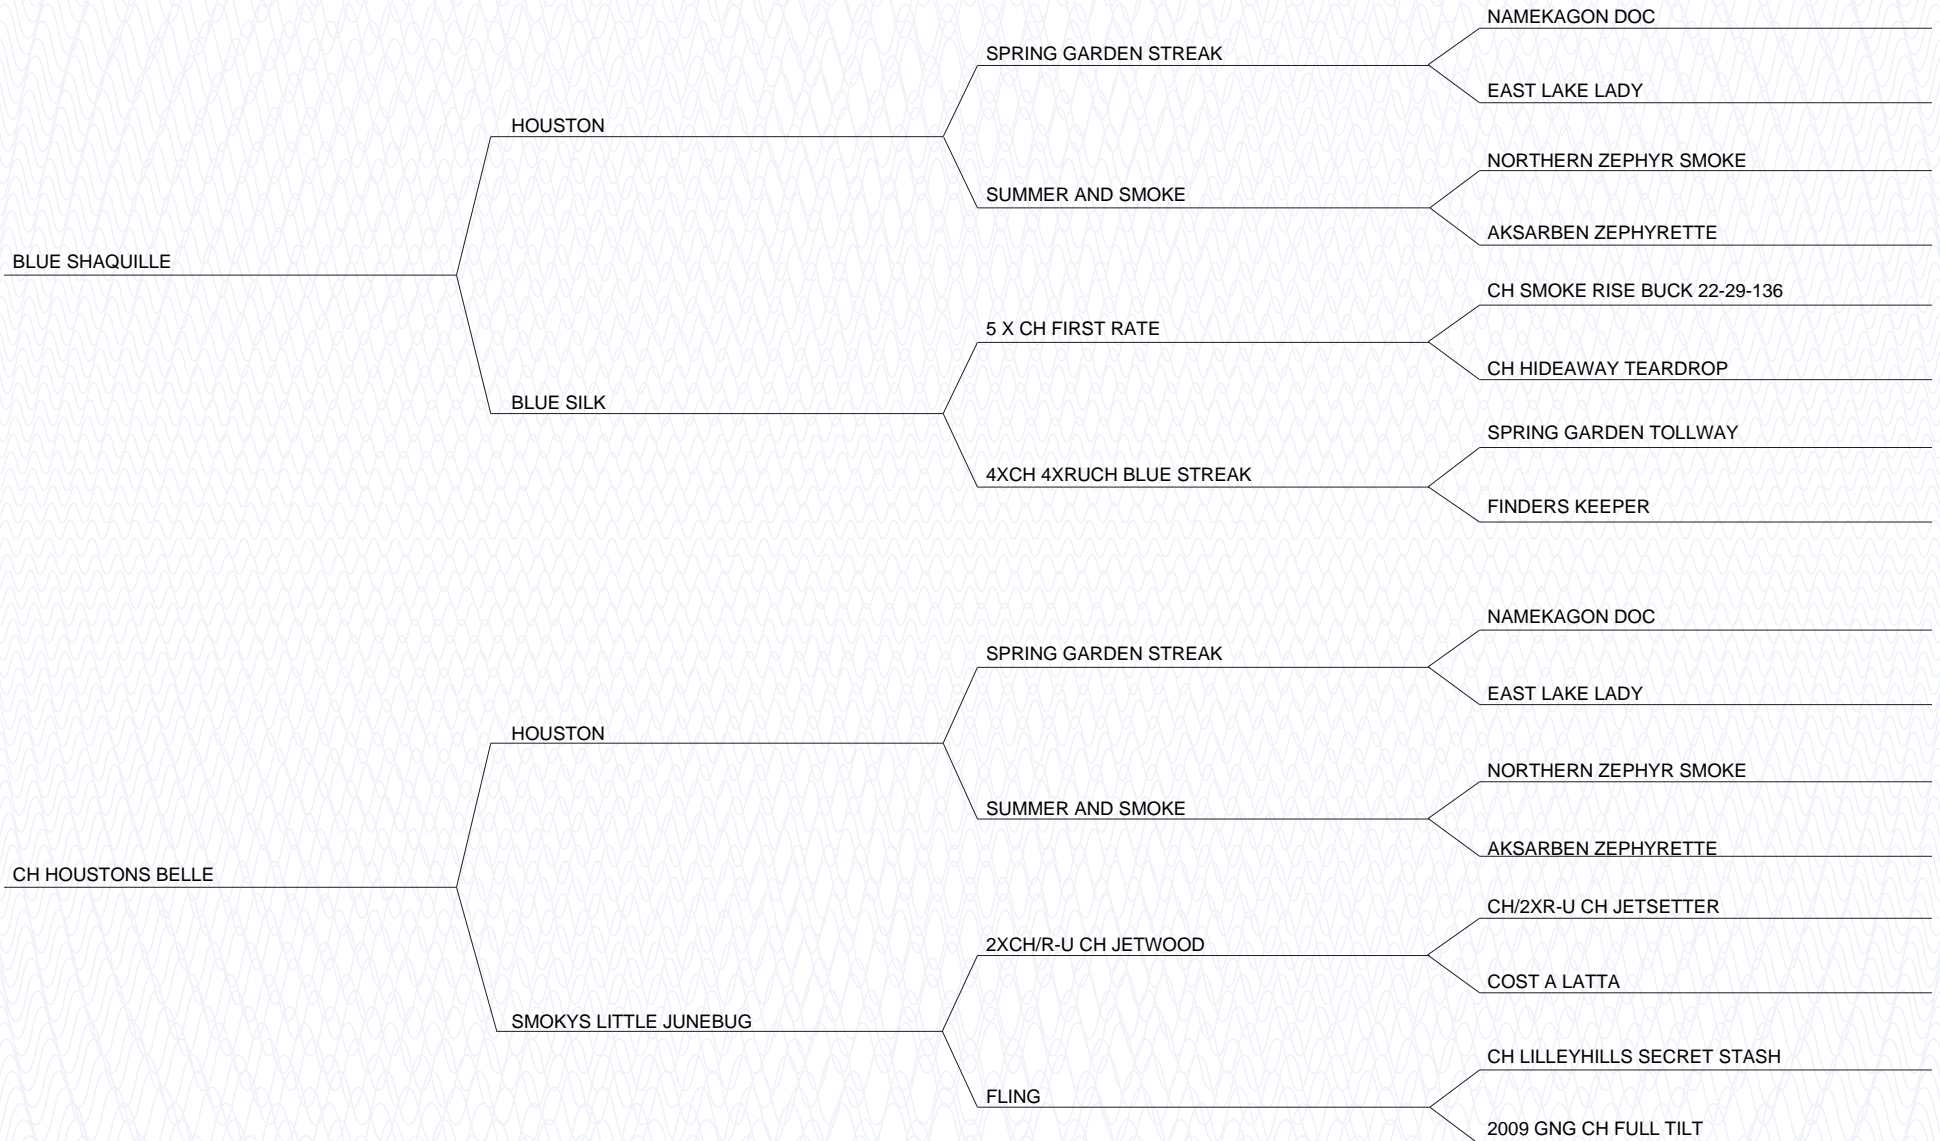 NAMEKAGON DOC
SPRING GARDEN STREAK
EAST LAKE LADY
HOUSTON
NORTHERN ZEPHYR SMOKE
SUMMER AND SMOKE
AKSARBEN ZEPHYRETTE
BLUE SHAQUILLE
CH SMOKE RISE BUCK 22-29-136
5 X CH FIRST RATE
CH HIDEAWAY TEARDROP
BLUE SILK
SPRING GARDEN TOLLWAY
4XCH 4XRUCH BLUE STREAK
FINDERS KEEPER
NAMEKAGON DOC
SPRING GARDEN STREAK
EAST LAKE LADY
HOUSTON
NORTHERN ZEPHYR SMOKE
SUMMER AND SMOKE
AKSARBEN ZEPHYRETTE
CH HOUSTONS BELLE
CH/2XR-U CH JETSETTER
2XCH/R-U CH JETWOOD
COST A LATTA
SMOKYS LITTLE JUNEBUG
CH LILLEYHILLS SECRET STASH
FLING
2009 GNG CH FULL TILT